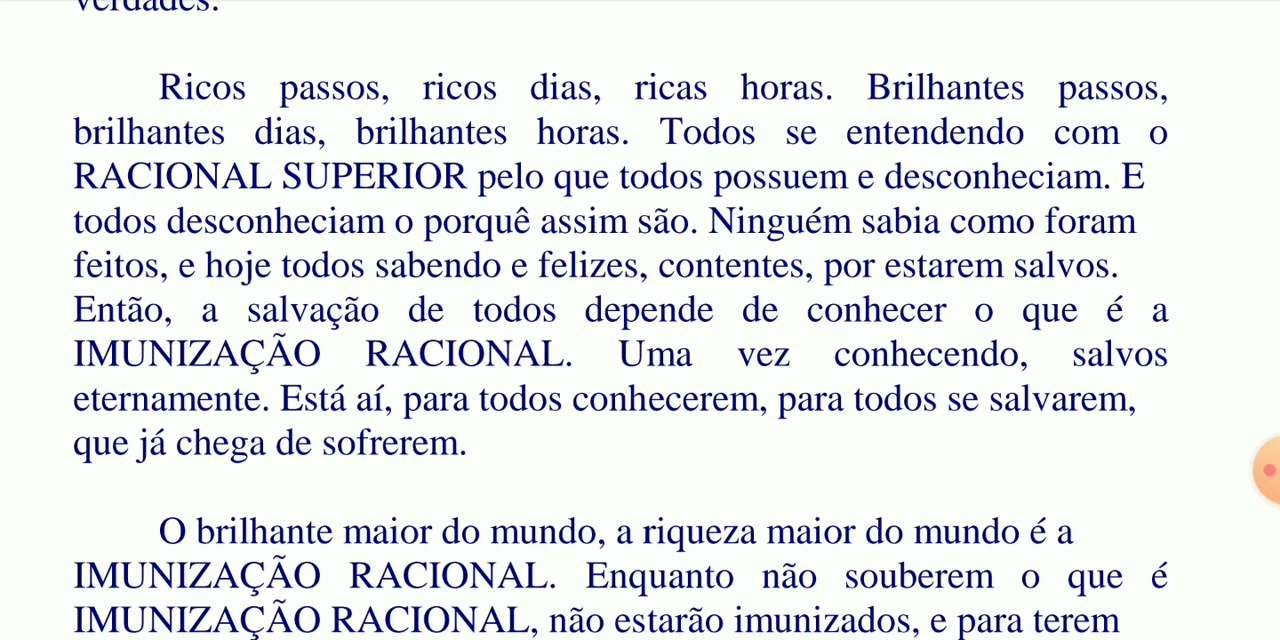 verdades.
Ricos passos, ricos dias, ricas horas. Brilhantes passos,
brilhantes dias, brilhantes horas. Todos se entendendo com o
RACIONAL SUPERIOR pelo que todos possuem e desconheciam. E
todos desconheciam o porquê assim são. Ninguém sabia como foram
feitos, e hoje todos sabendo e felizes, contentes, por estarem salvos.
Então, a salvação de todos depende de conhecer o que é a
IMUNIZAÇÃO RACIONAL. Uma vez conhecendo, salvos
eternamente. Está aí, para todos conhecerem, para todos se salvarem,
que já chega de sofrerem.
O brilhante maior do mundo, a riqueza maior do mundo é a
IMUNIZAÇÃO RACIONAL. Enquanto não souberem o que é
IMUNIZAÇÃO RACIONAL, não estarão imunizados, e para terem